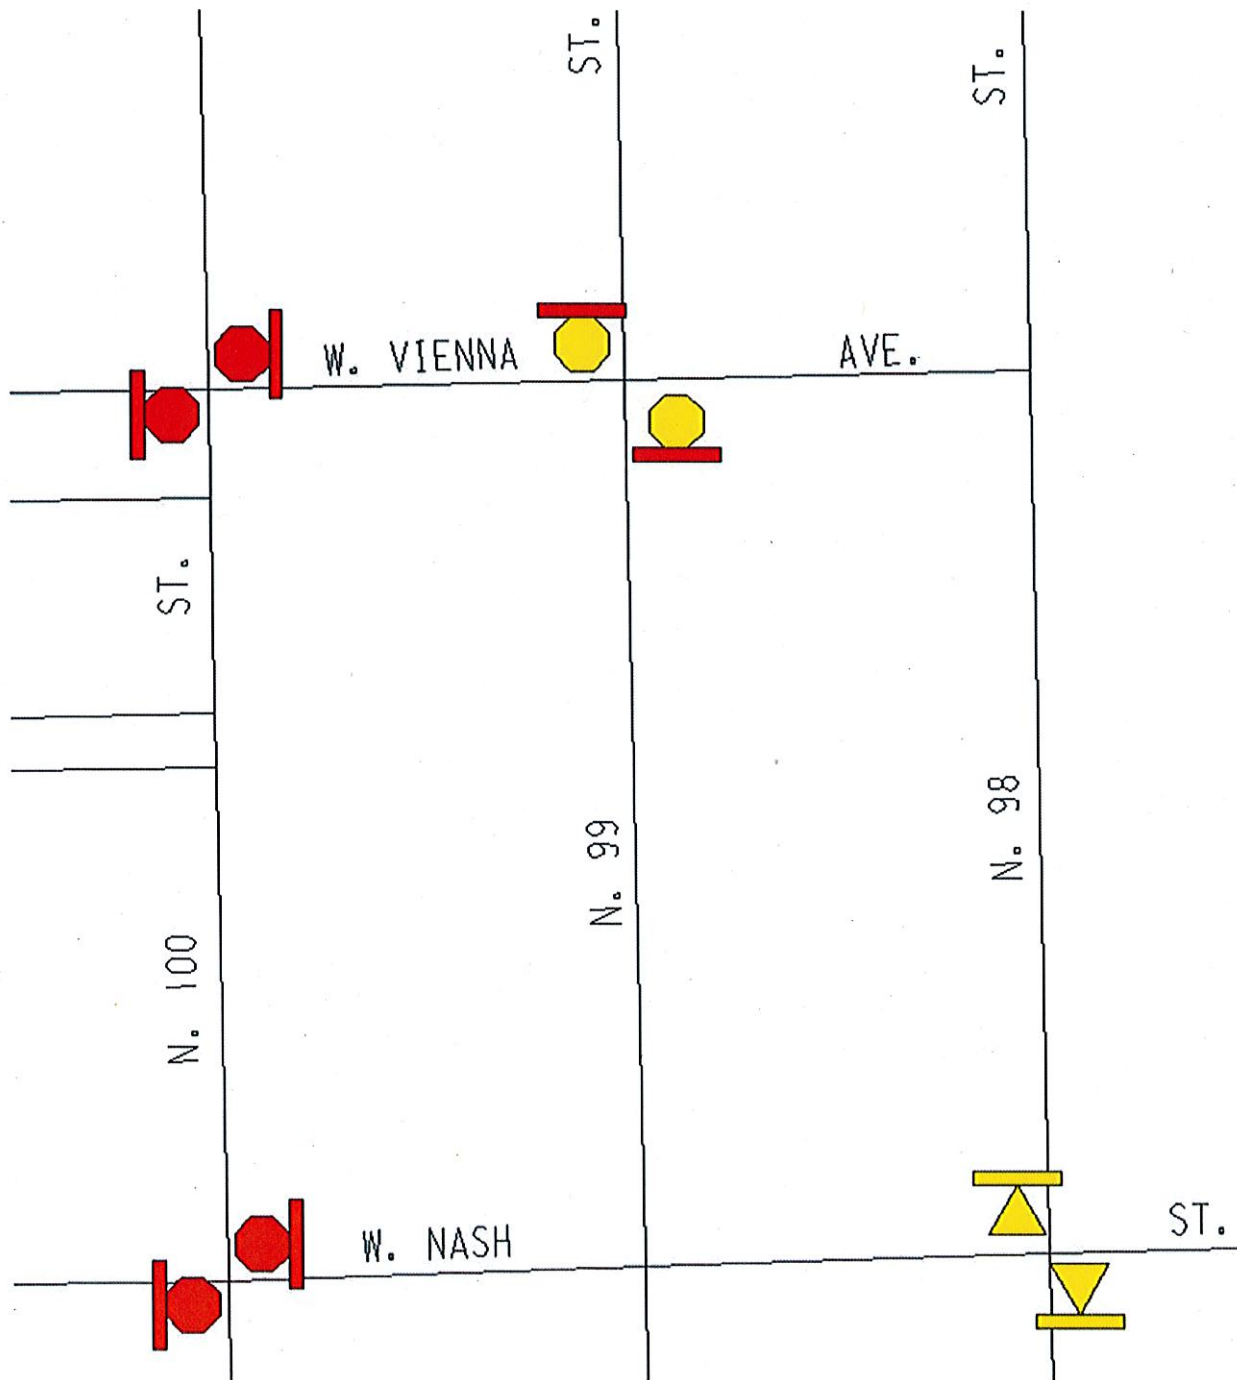 ST.
ST.
W. VIENNA AVE.
ST.
N. 98
N. 99
N. 100
W. NASH ST.